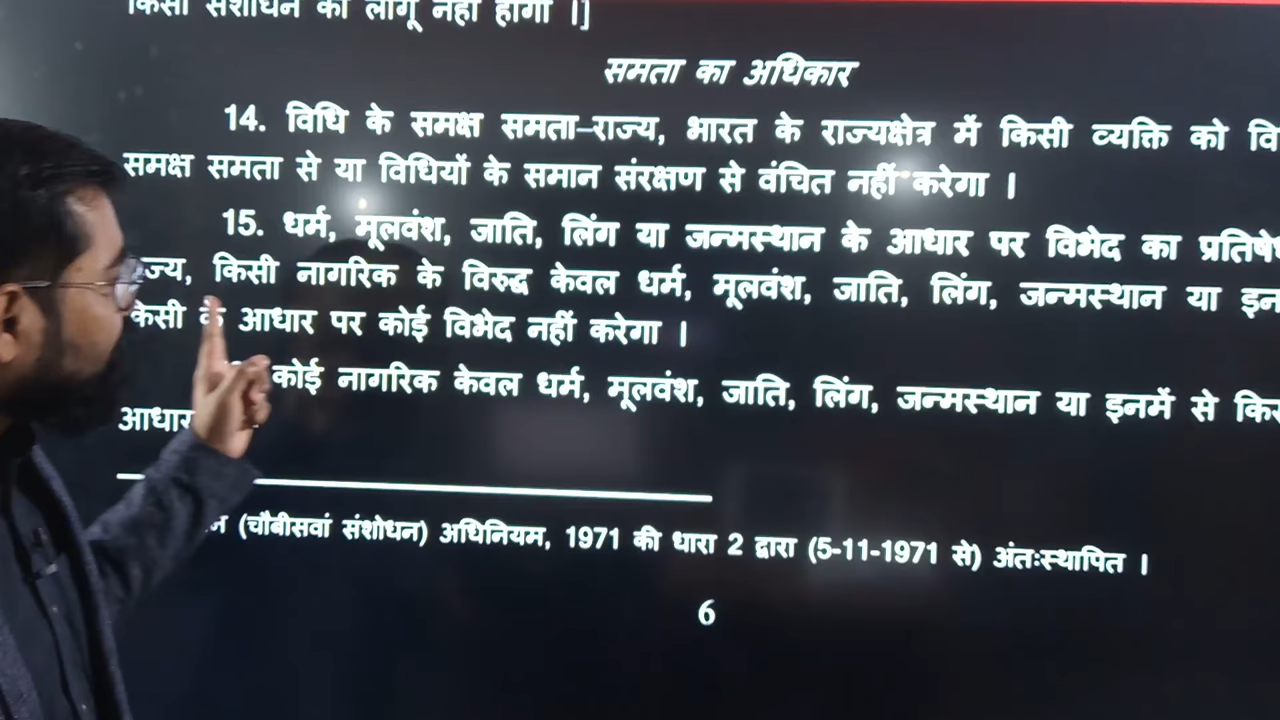 किसी संशोधन को लागू नहीं होगी ।]
समता का अधिकार
14. विधि के समक्ष समता–राज्य, भारत के राज्यक्षेत्र में किसी व्यक्ति को
समक्ष समता से या विधियों के समान संरक्षण से वंचित नहीं करेगा ।
15. धर्म, मूलवंश, जाति, लिंग या जन्मस्थान के आधार पर विभेद का
किसी नागरिक के विरुद्ध केवल धर्म, मूलवंश, जाति, लिंग, जन्मस्थान या
किसी के आधार पर कोई विभेद नहीं करेगा ।
कोई नागरिक केवल धर्म, मूलवंश, जाति, लिंग, जन्मस्थान या इनमें से
आधार
(चौबीसवां संशोधन) अधिनियम, 1971 की धारा 2 द्वारा (5-11-1971 से) अंतःस्थापित ।
6